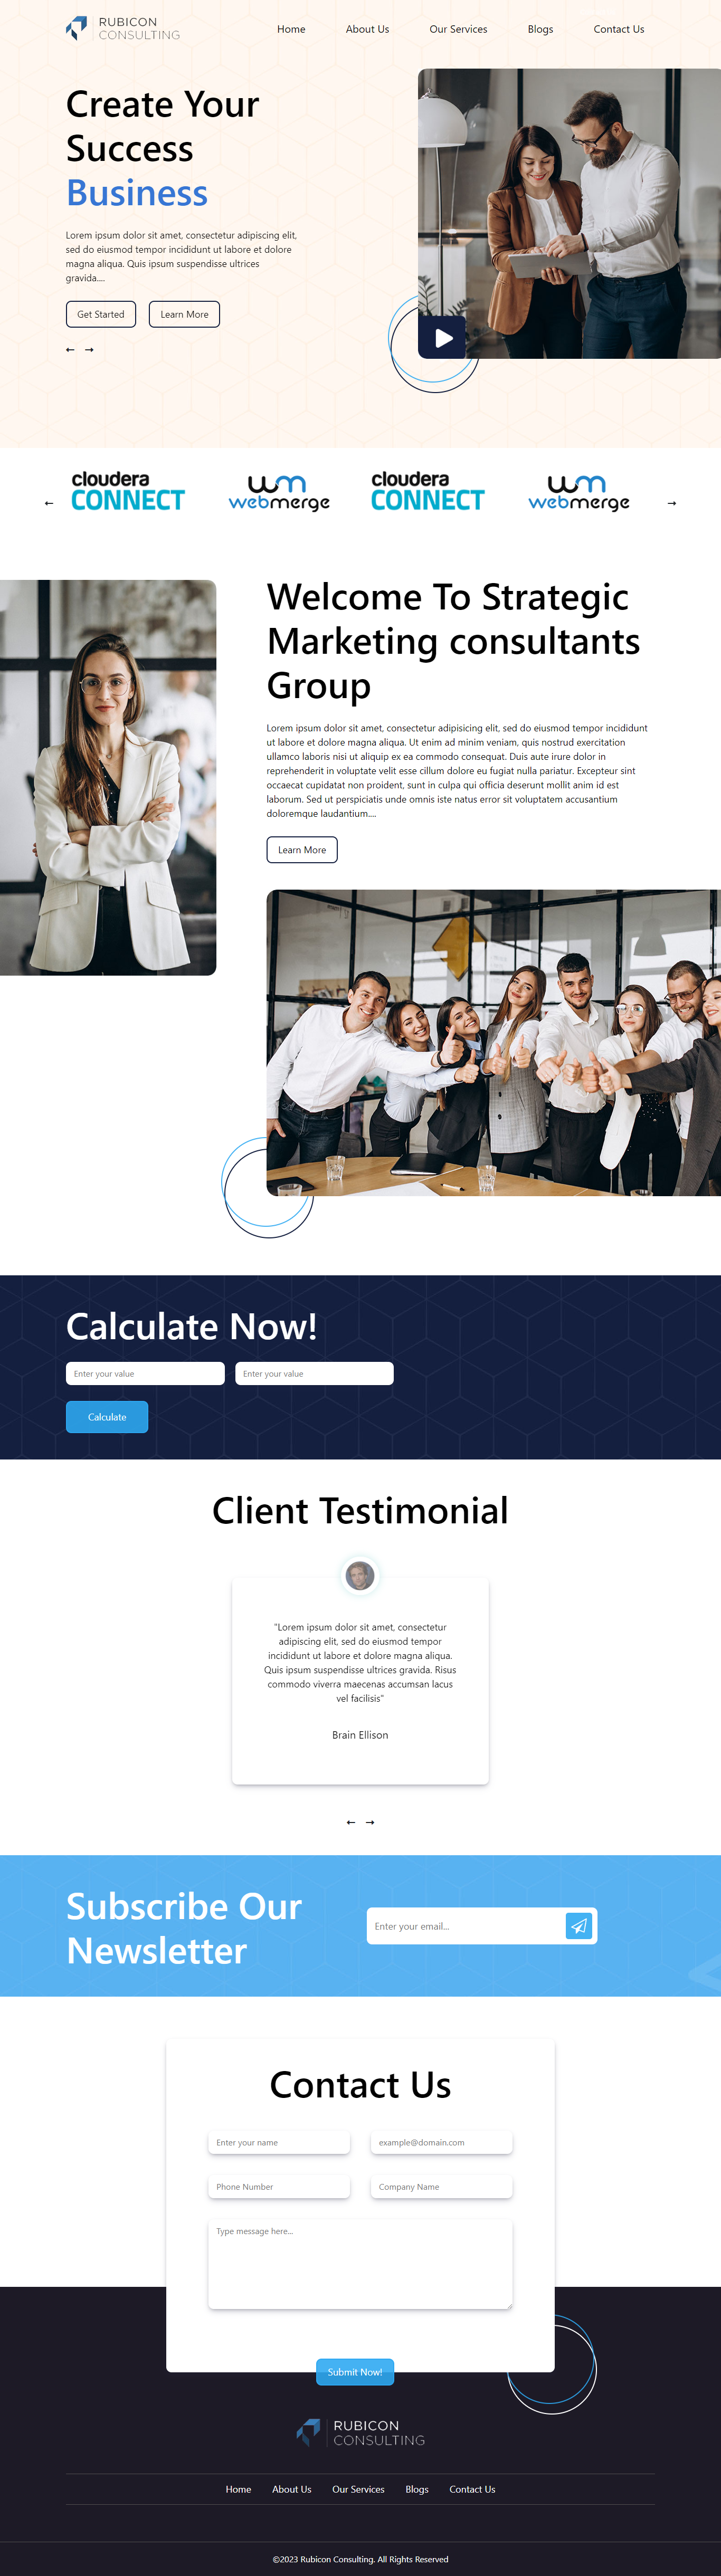 RUBICON
CONSULTING
Home About Us Our Services Blogs Contact Us
Create Your
Success
Business
Lorem ipsum dolor sit amet, consectetur adipiscing elit,
sed do eiusmod tempor incididunt ut labore et dolore
magna aliqua. Quis ipsum suspendisse ultrices
gravida....
Get Started Learn More
cloudera CONNECT
webmerge
cloudera CONNECT
webmerge
Welcome To Strategic
Marketing consultants
Group
Lorem ipsum dolor sit amet, consectetur adipisicing elit, sed do eiusmod tempor incididunt
ut labore et dolore magna aliqua. Ut enim ad minim veniam, quis nostrud exercitation
ullamco laboris nisi ut aliquip ex ea commodo consequat. Duis aute irure dolor in
reprehenderit in voluptate velit esse cillum dolore eu fugiat nulla pariatur. Excepteur sint
occaecat cupidatat non proident, sunt in culpa qui officia deserunt mollit anim id est
laborum. Sed ut perspiciatis unde omnis iste natus error sit voluptatem accusantium
doloremque laudantium....
Learn More
Calculate Now!
Enter your value Enter your value
Calculate
Client Testimonial
"Lorem ipsum dolor sit amet, consectetur
adipiscing elit, sed do eiusmod tempor
incididunt ut labore et dolore magna aliqua.
Quis ipsum suspendisse ultrices gravida. Risus
commodo viverra maecenas accumsan lacus
vel facilisis"
Brain Ellison
Subscribe Our
Newsletter
Enter your email...
Contact Us
Enter your name example@domain.com
Phone Number Company Name
Type message here...
Submit Now!
RUBICON
CONSULTING
Home About Us Our Services Blogs Contact Us
©2023 Rubicon Consulting. All Rights Reserved